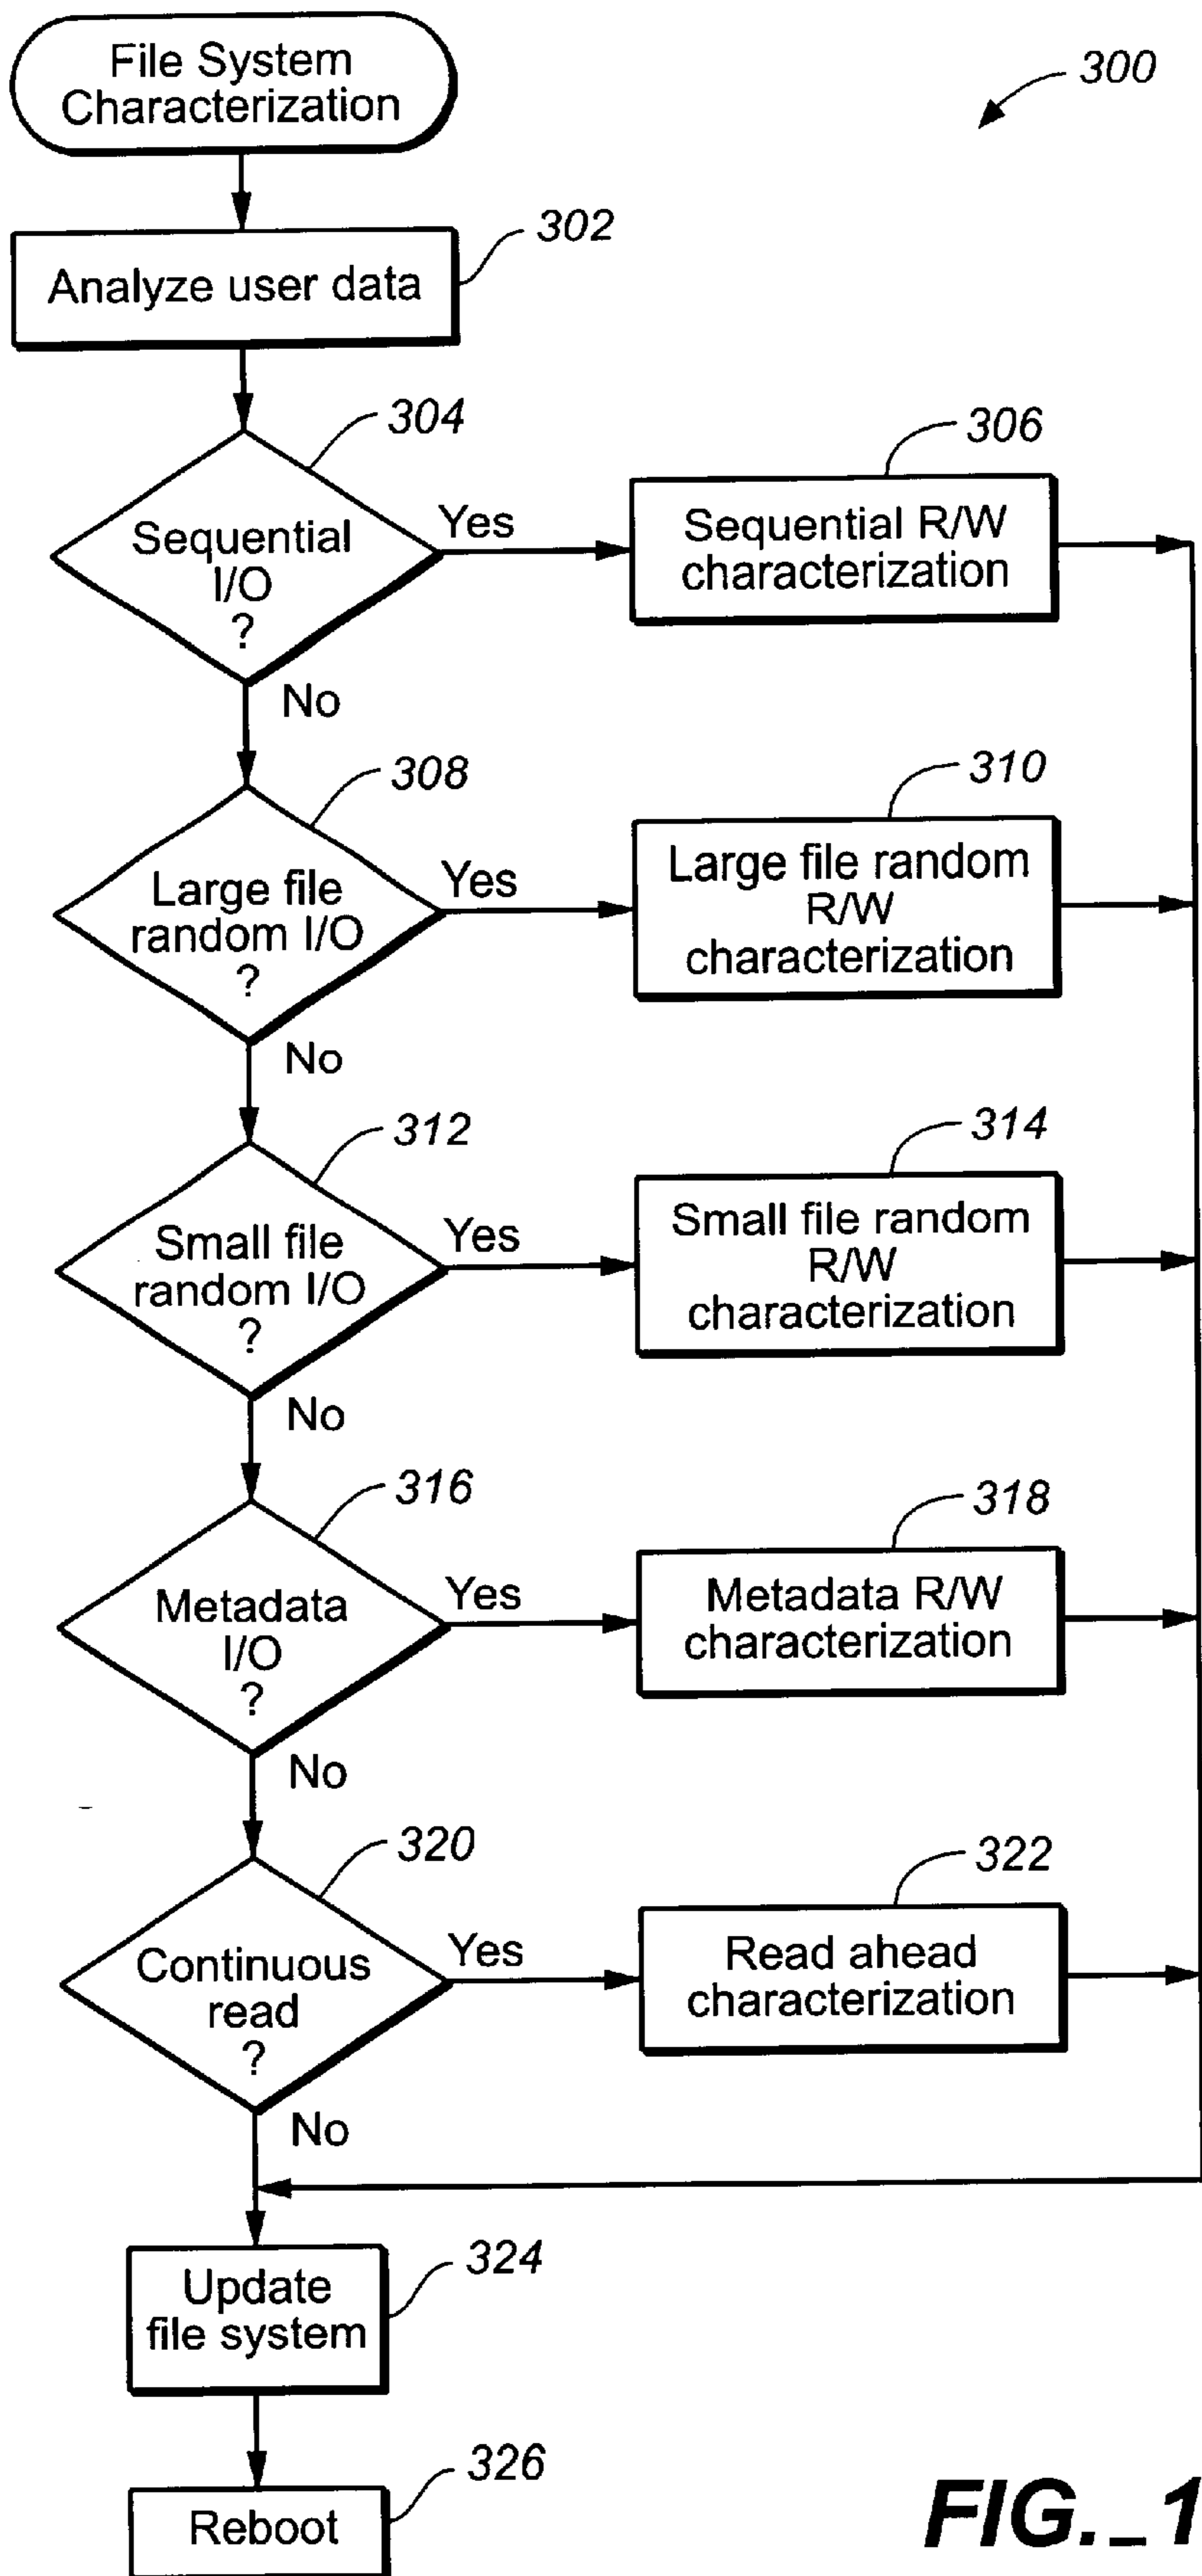 File System
Characterization
300
302
Analyze user data
304
Sequential
I/O
?
Yes
No
306
Sequential R/W
characterization
308
Large file
random I/O
?
Yes
No
310
Large file random
R/W
characterization
312
Small file
random I/O
?
Yes
No
314
Small file random
R/W
characterization
316
Metadata
I/O
?
Yes
No
318
Metadata R/W
characterization
320
Continuous
read
?
Yes
No
322
Read ahead
characterization
324
Update
file system
326
Reboot
FIG._1